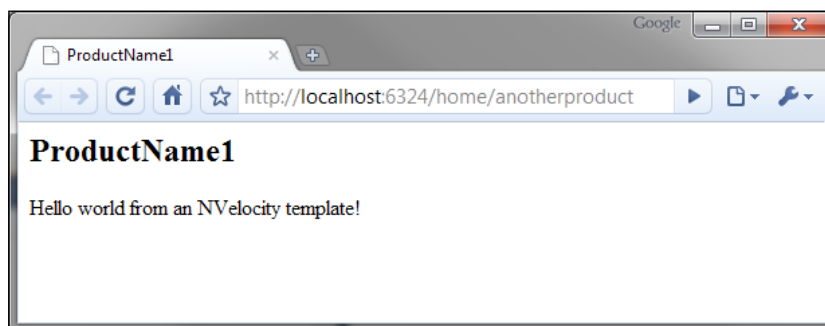 Google
ProductName1
http://localhost:6324/home/anotherproduct
ProductName1
Hello world from an NVelocity template!